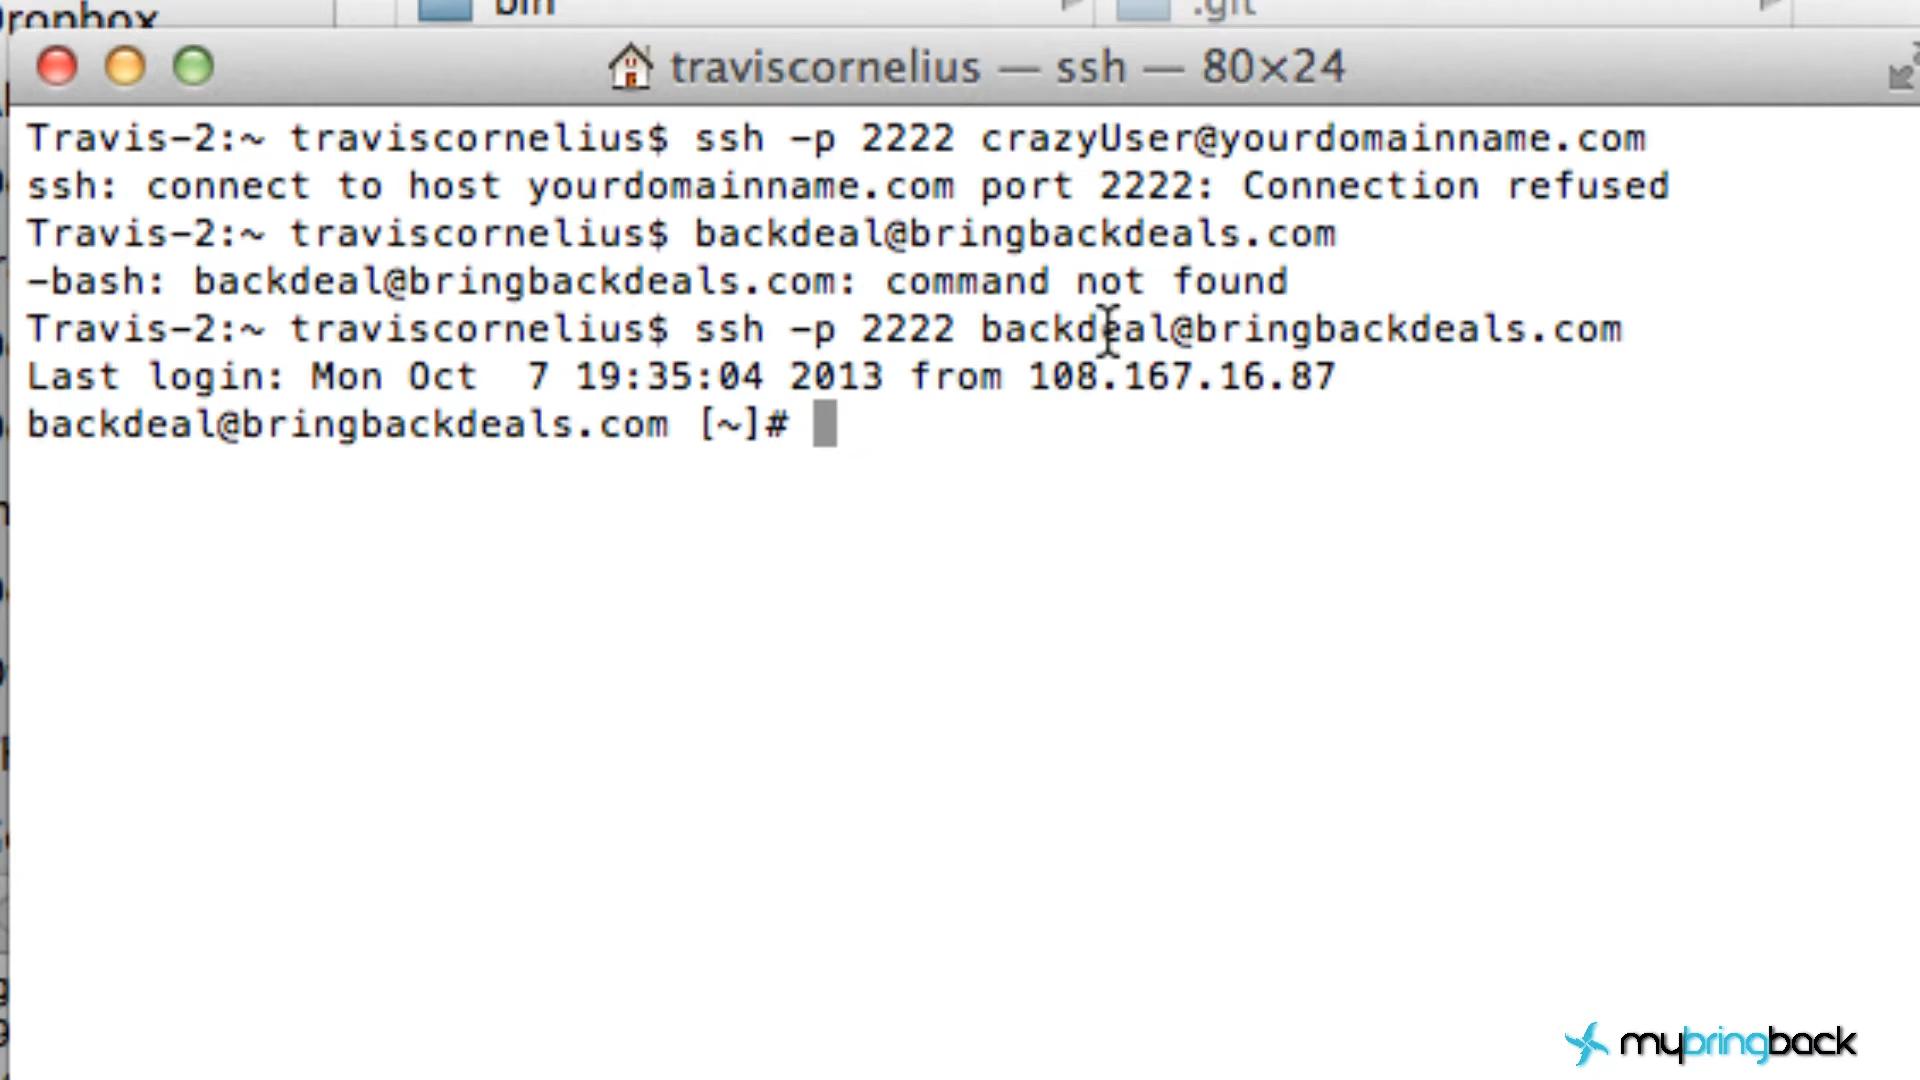 ropbox
bin
.git
traviscornelius — ssh — 80×24
Travis-2:~ traviscornelius$ ssh -p 2222 crazyUser@yourdomainname.com
ssh: connect to host yourdomainname.com port 2222: Connection refused
Travis-2:~ traviscornelius$ backdeal@bringbackdeals.com
-bash: backdeal@bringbackdeals.com: command not found
Travis-2:~ traviscornelius$ ssh -p 2222 backdeal@bringbackdeals.com
Last login: Mon Oct  7 19:35:04 2013 from 108.167.16.87
backdeal@bringbackdeals.com [~]#
mybringback